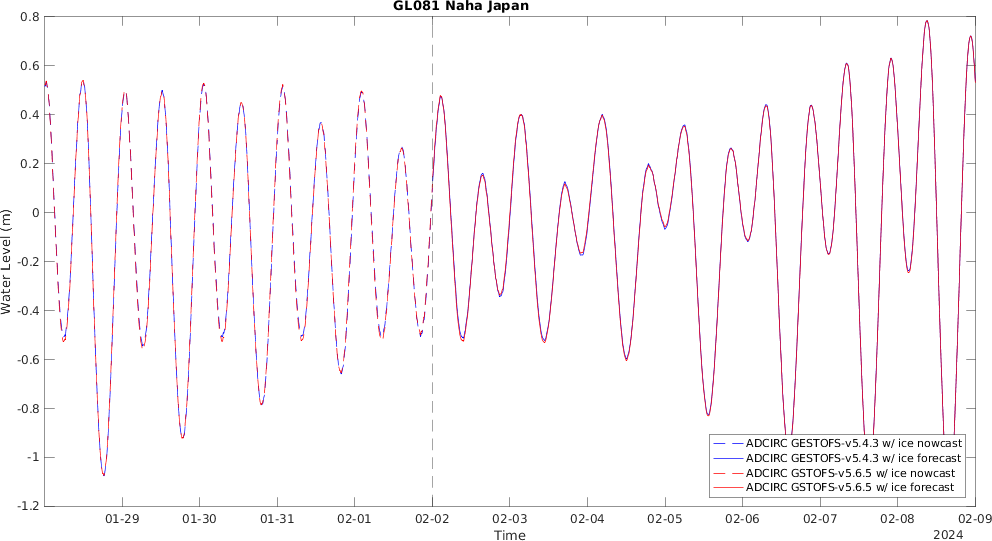 GL081 Naha Japan
Water Level (m)
0.8
0.6
0.4
0.2
0
-0.2
-0.4
-0.6
-0.8
-1
-1.2
ADCIRC GESTOFS-v5.4.3 w/ ice nowcast
ADCIRC GESTOFS-v5.4.3 w/ ice forecast
ADCIRC GSTOFS-v5.6.5 w/ ice nowcast
ADCIRC GSTOFS-v5.6.5 w/ ice forecast
01-29 01-30 01-31 02-01 02-02 02-03 02-04 02-05 02-06 02-07 02-08 02-09
Time
2024